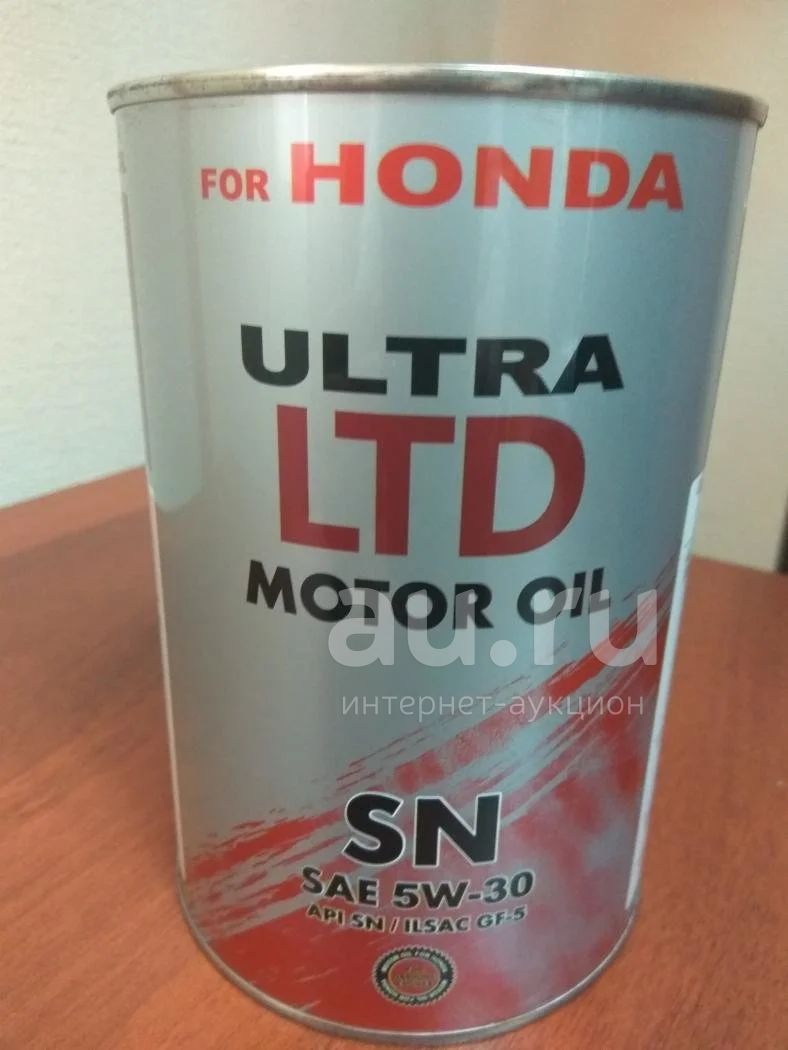 FOR HONDA
ULTRA
LTD
MOTOR OIL
au.ru
интернет-аукцион
SN
SAE 5W-30
API SN / ILSAC GF-5